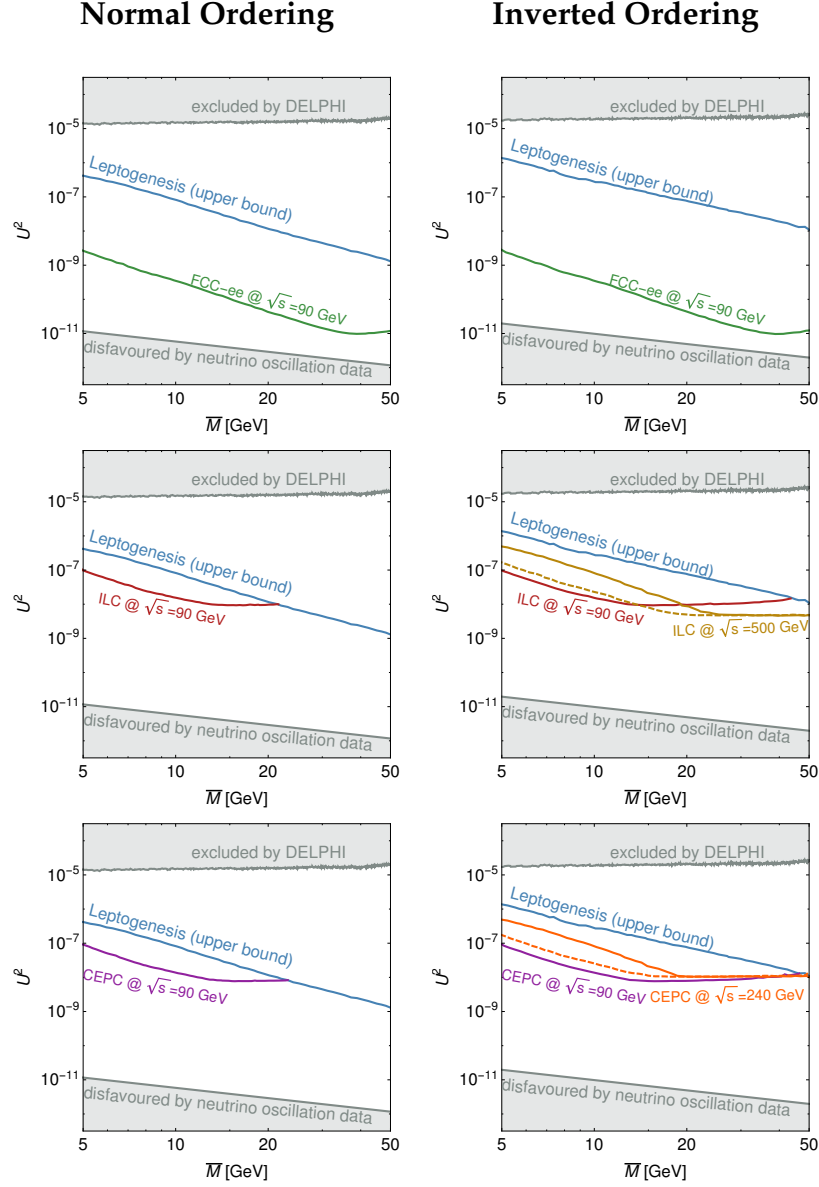 Normal Ordering
Inverted Ordering
excluded by DELPHI
Leptogenesis (upper bound)
FCC-ee @ √s =90 GeV
disfavoured by neutrino oscillation data
10⁻⁵
10⁻⁷
10⁻⁹
10⁻¹¹
U²
5 10 20 50
M̅ [GeV]
excluded by DELPHI
Leptogenesis (upper bound)
FCC-ee @ √s =90 GeV
disfavoured by neutrino oscillation data
10⁻⁵
10⁻⁷
10⁻⁹
10⁻¹¹
U²
5 10 20 50
M̅ [GeV]
excluded by DELPHI
Leptogenesis (upper bound)
ILC @ √s =90 GeV
disfavoured by neutrino oscillation data
10⁻⁵
10⁻⁷
10⁻⁹
10⁻¹¹
U²
5 10 20 50
M̅ [GeV]
excluded by DELPHI
Leptogenesis (upper bound)
ILC @ √s =90 GeV
ILC @ √s =500 GeV
disfavoured by neutrino oscillation data
10⁻⁵
10⁻⁷
10⁻⁹
10⁻¹¹
U²
5 10 20 50
M̅ [GeV]
excluded by DELPHI
Leptogenesis (upper bound)
CEPC @ √s =90 GeV
disfavoured by neutrino oscillation data
10⁻⁵
10⁻⁷
10⁻⁹
10⁻¹¹
U²
5 10 20 50
M̅ [GeV]
excluded by DELPHI
Leptogenesis (upper bound)
CEPC @ √s =90 GeV
CEPC @ √s =240 GeV
disfavoured by neutrino oscillation data
10⁻⁵
10⁻⁷
10⁻⁹
10⁻¹¹
U²
5 10 20 50
M̅ [GeV]